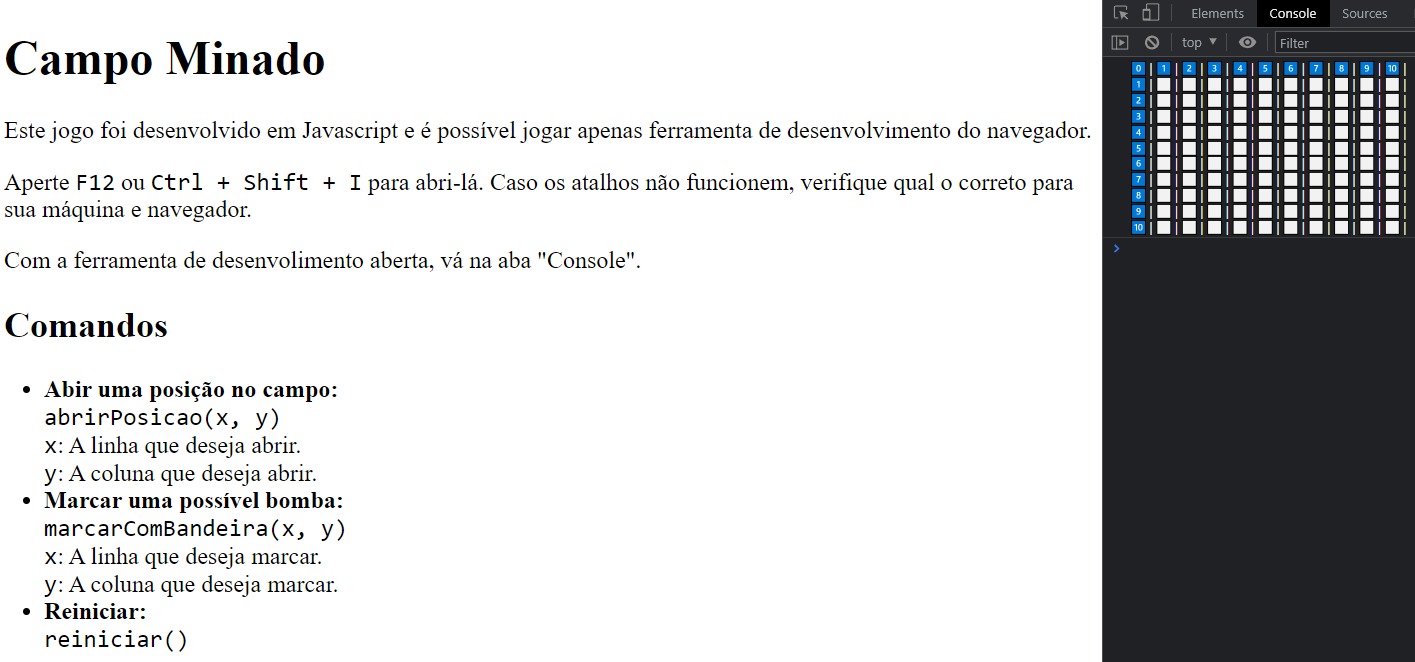 Campo Minado
Este jogo foi desenvolvido em Javascript e é possível jogar apenas ferramenta de desenvolvimento do navegador.
Aperte F12 ou Ctrl + Shift + I para abri-lá. Caso os atalhos não funcionem, verifique qual o correto para
sua máquina e navegador.
Com a ferramenta de desenvolimento aberta, vá na aba "Console".
Comandos
• Abir uma posição no campo:
abrirPosicao(x, y)
x: A linha que deseja abrir.
y: A coluna que deseja abrir.
• Marcar uma possível bomba:
marcarComBandeira(x, y)
x: A linha que deseja marcar.
y: A coluna que deseja marcar.
• Reiniciar:
reiniciar()
Elements Console Sources
top Filter
0 | 1 | 2 | 3 | 4 | 5 | 6 | 7 | 8 | 9 | 10 |
1
2
3
4
5
6
7
8
9
10